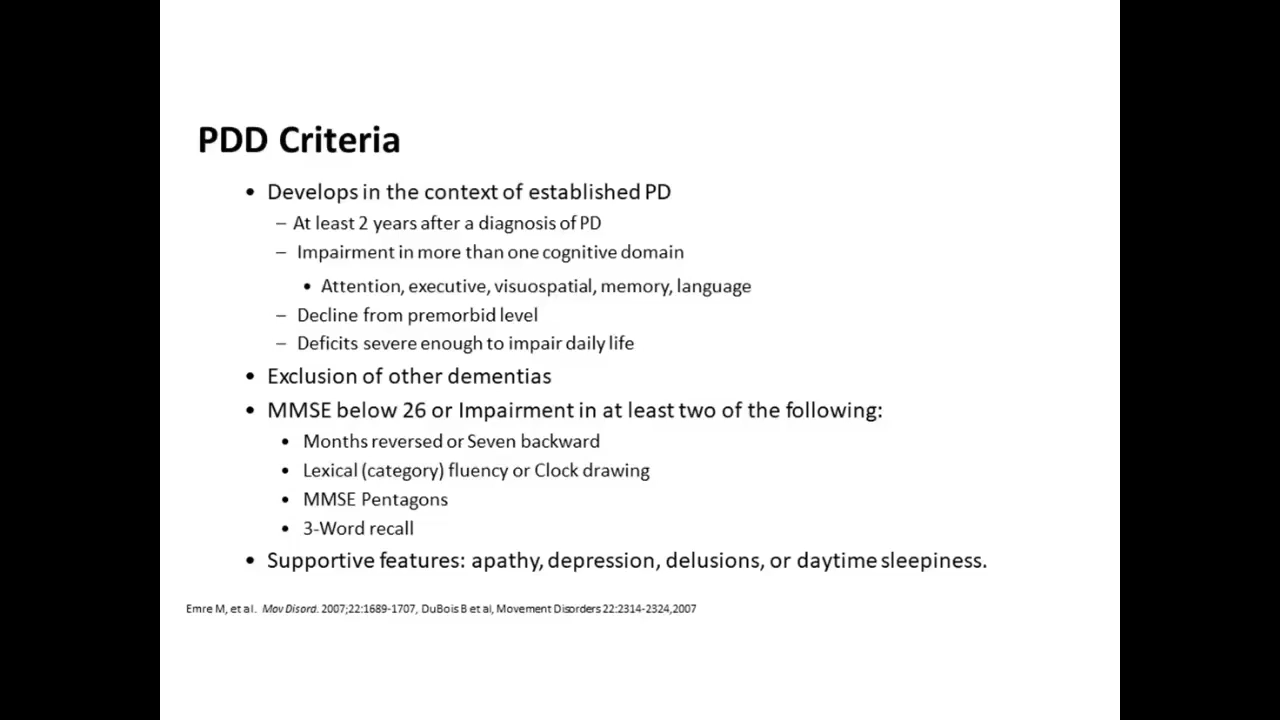 PDD Criteria
• Develops in the context of established PD
– At least 2 years after a diagnosis of PD
– Impairment in more than one cognitive domain
• Attention, executive, visuospatial, memory, language
– Decline from premorbid level
– Deficits severe enough to impair daily life
• Exclusion of other dementias
• MMSE below 26 or Impairment in at least two of the following:
• Months reversed or Seven backward
• Lexical (category) fluency or Clock drawing
• MMSE Pentagons
• 3-Word recall
• Supportive features: apathy, depression, delusions, or daytime sleepiness.
Emre M, et al. Mov Disord. 2007;22:1689-1707, DuBois B et al, Movement Disorders 22:2314-2324,2007